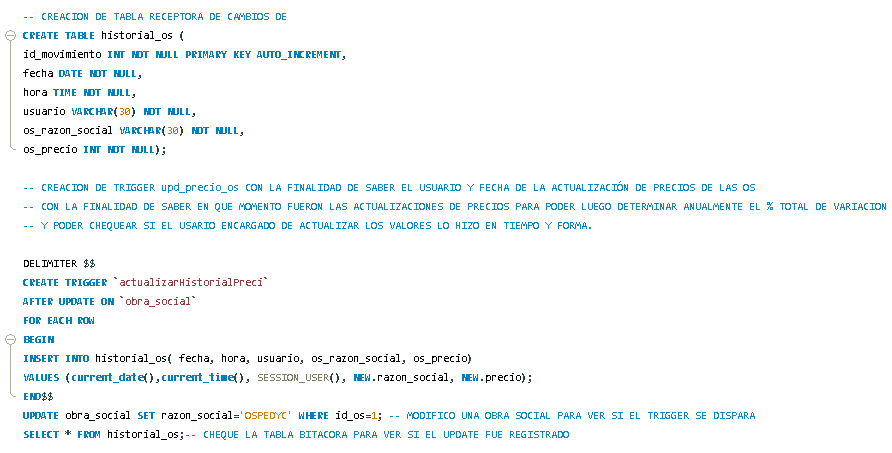 -- CREACION DE TABLA RECEPTORA DE CAMBIOS DE
CREATE TABLE historial_os (
id_movimiento INT NOT NULL PRIMARY KEY AUTO_INCREMENT,
fecha DATE NOT NULL,
hora TIME NOT NULL,
usuario VARCHAR(30) NOT NULL,
os_razon_social VARCHAR(30) NOT NULL,
os_precio INT NOT NULL);
-- CREACION DE TRIGGER upd_precio_os CON LA FINALIDAD DE SABER EL USUARIO Y FECHA DE LA ACTUALIZACIÓN DE PRECIOS DE LAS OS
-- CON LA FINALIDAD DE SABER EN QUE MOMENTO FUERON LAS ACTUALIZACIONES DE PRECIOS PARA PODER LUEGO DETERMINAR ANUALMENTE EL % TOTAL DE VARIACION
-- Y PODER CHEQUEAR SI EL USARIO ENCARGADO DE ACTUALIZAR LOS VALORES LO HIZO EN TIEMPO Y FORMA.
DELIMITER $$
CREATE TRIGGER `actualizarHistorialPreci`
AFTER UPDATE ON `obra_social`
FOR EACH ROW
BEGIN
INSERT INTO historial_os( fecha, hora, usuario, os_razon_social, os_precio)
VALUES (current_date(),current_time(), SESSION_USER(), NEW.razon_social, NEW.precio);
END$$
UPDATE obra_social SET razon_social='OSPEDYC' WHERE id_os=1; -- MODIFICO UNA OBRA SOCIAL PARA VER SI EL TRIGGER SE DISPARA
SELECT * FROM historial_os;-- CHEQUE LA TABLA BITACORA PARA VER SI EL UPDATE FUE REGISTRADO